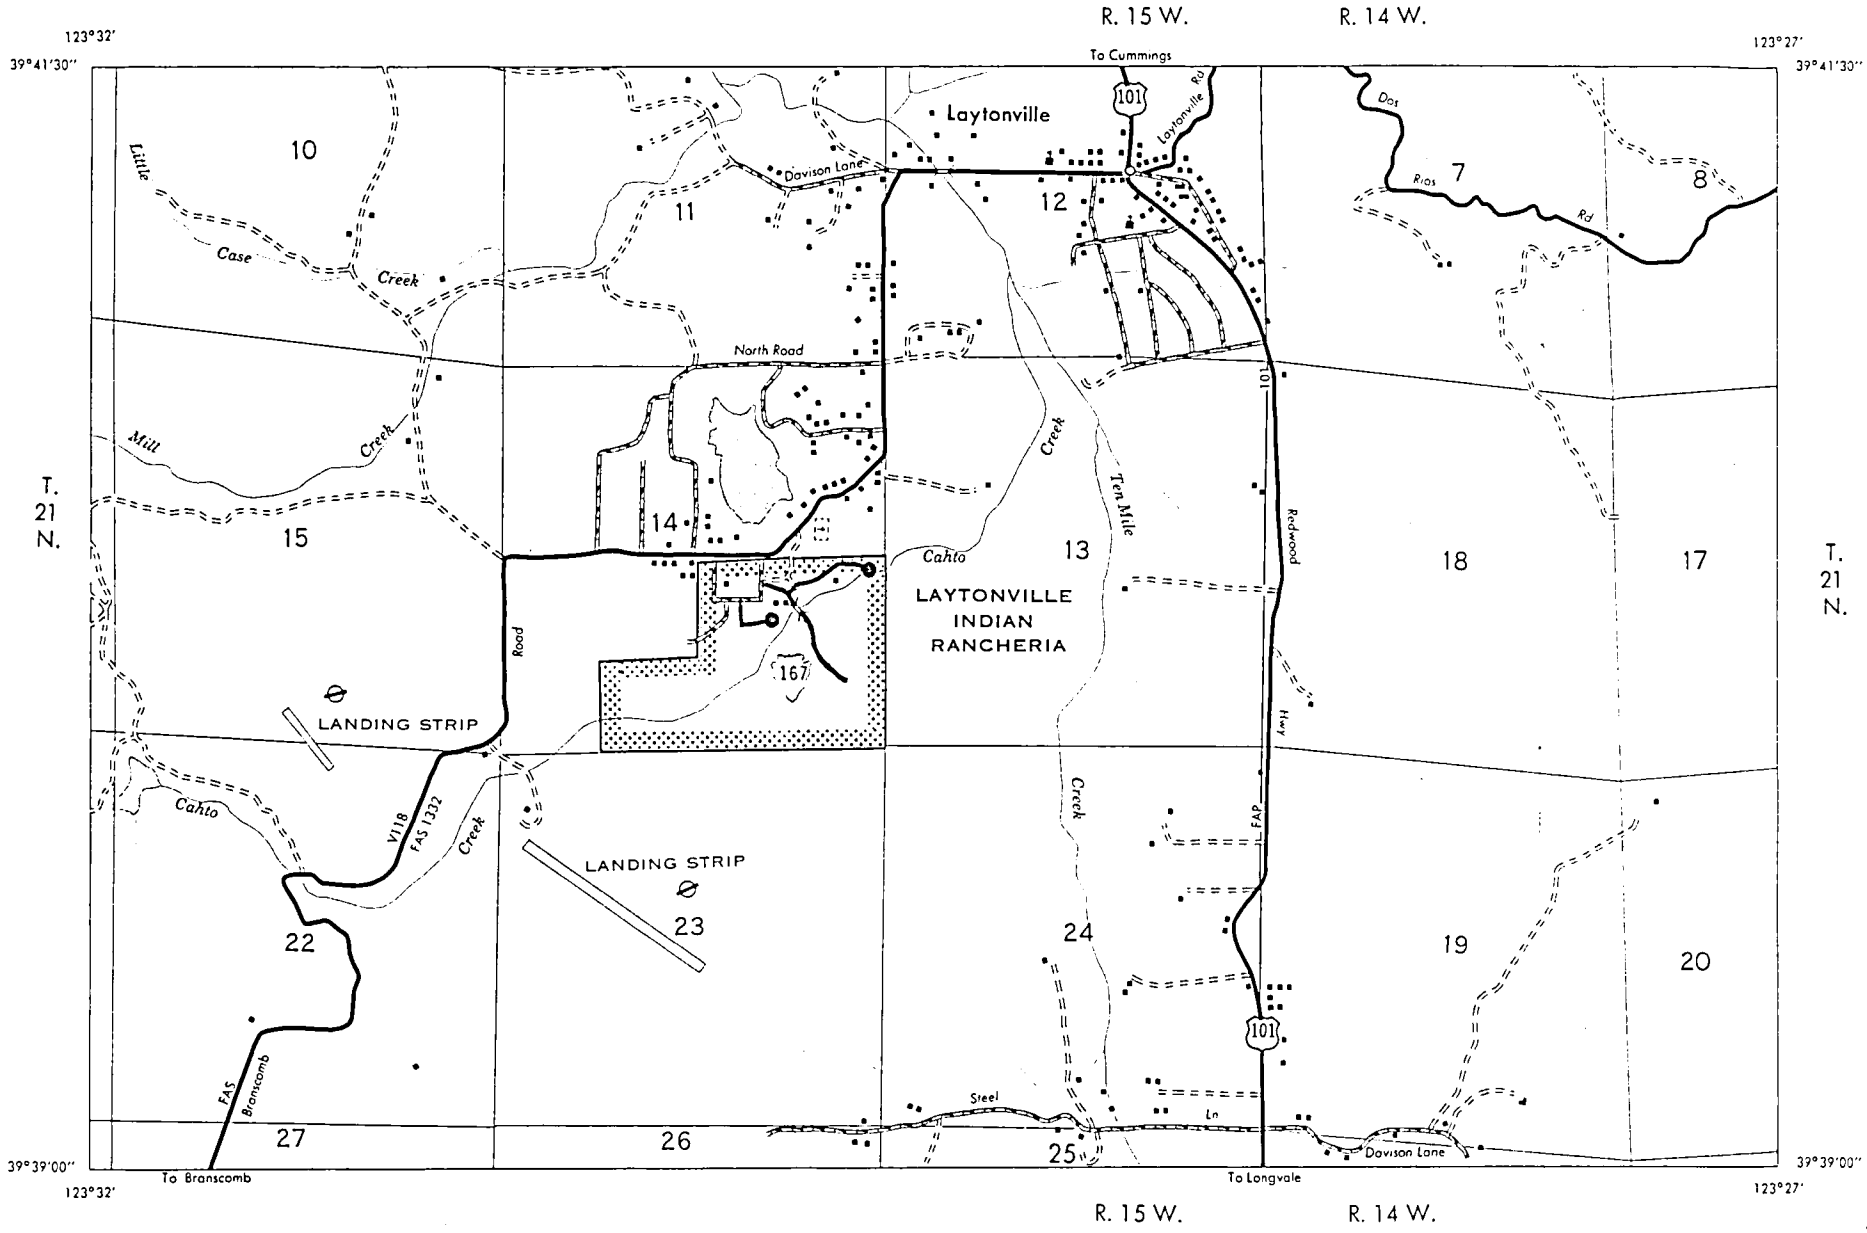 R. 15 W.
R. 14 W.
123°32'
123°27'
39°41'30"
39°41'30"
To Cummings
101
Laytonville Rd
Laytonville
Dos
Rios
Rd
Little
10
Davison Lane
7
8
11
12
Case
Creek
North Road
101
Mill
Creek
Creek
T.
21
N.
Ten Mile
14
15
Redwood
13
18
17
T.
21
N.
Cahto
LAYTONVILLE
INDIAN
RANCHERIA
Road
167
LANDING STRIP
Hwy
Cahto
V118
FAS 1332
Creek
Creek
FAP
LANDING STRIP
23
22
24
19
20
101
FAS
Branscomb
Steel
Ln
27
26
25
Davison Lane
39°39'00"
39°39'00"
To Branscomb
To Longvale
123°32'
123°27'
R. 15 W.
R. 14 W.